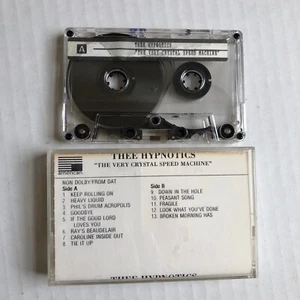 A
THEE HYPNOTICS
"THE VERY CRYSTAL SPEED MACHINE"
THEE HYPNOTICS
"THE VERY CRYSTAL SPEED MACHINE"
american
NON DOLBY FROM DAT
Side A
1 KEEP ROLLING ON
2 HEAVY LIQUID
3 PHIL'S DRUM ACROPOLIS
4 GOODBYE
5 IF THE GOOD LORD
LOVES YOU
6 RAY'S BEAUDELAIR
7 CAROLINE INSIDE OUT
8 TIE IT UP
Side B
9 DOWN IN THE HOLE
10 PEASANT SONG
11 FRAGILE
12 LOOK WHAT YOU'VE DONE
13 BROKEN MORNING HAS
THEE HYPNOTICS